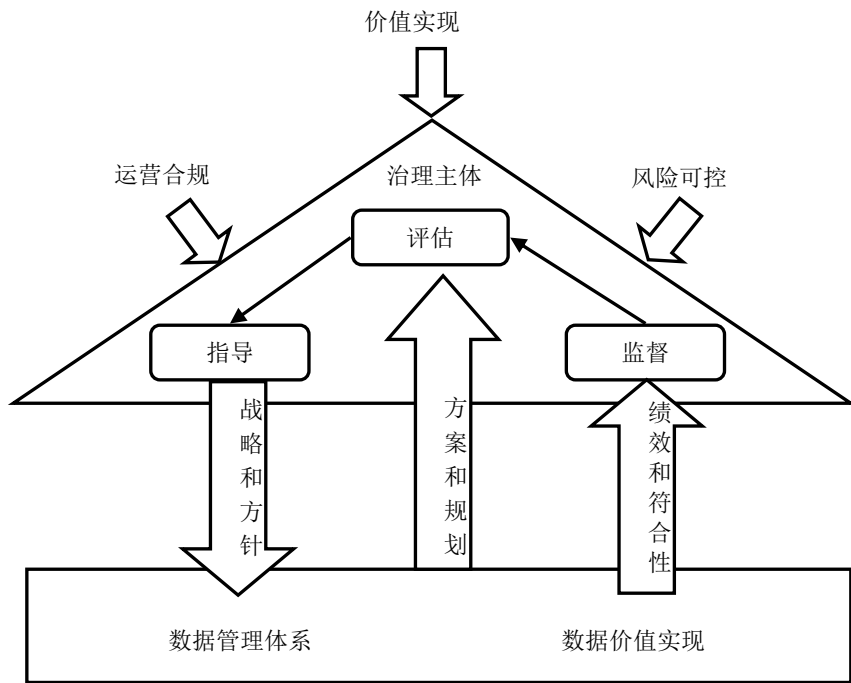 价值实现
运营合规
治理主体
风险可控
评估
指导
监督
战略和方针
方案和规划
绩效和符合性
数据管理体系
数据价值实现